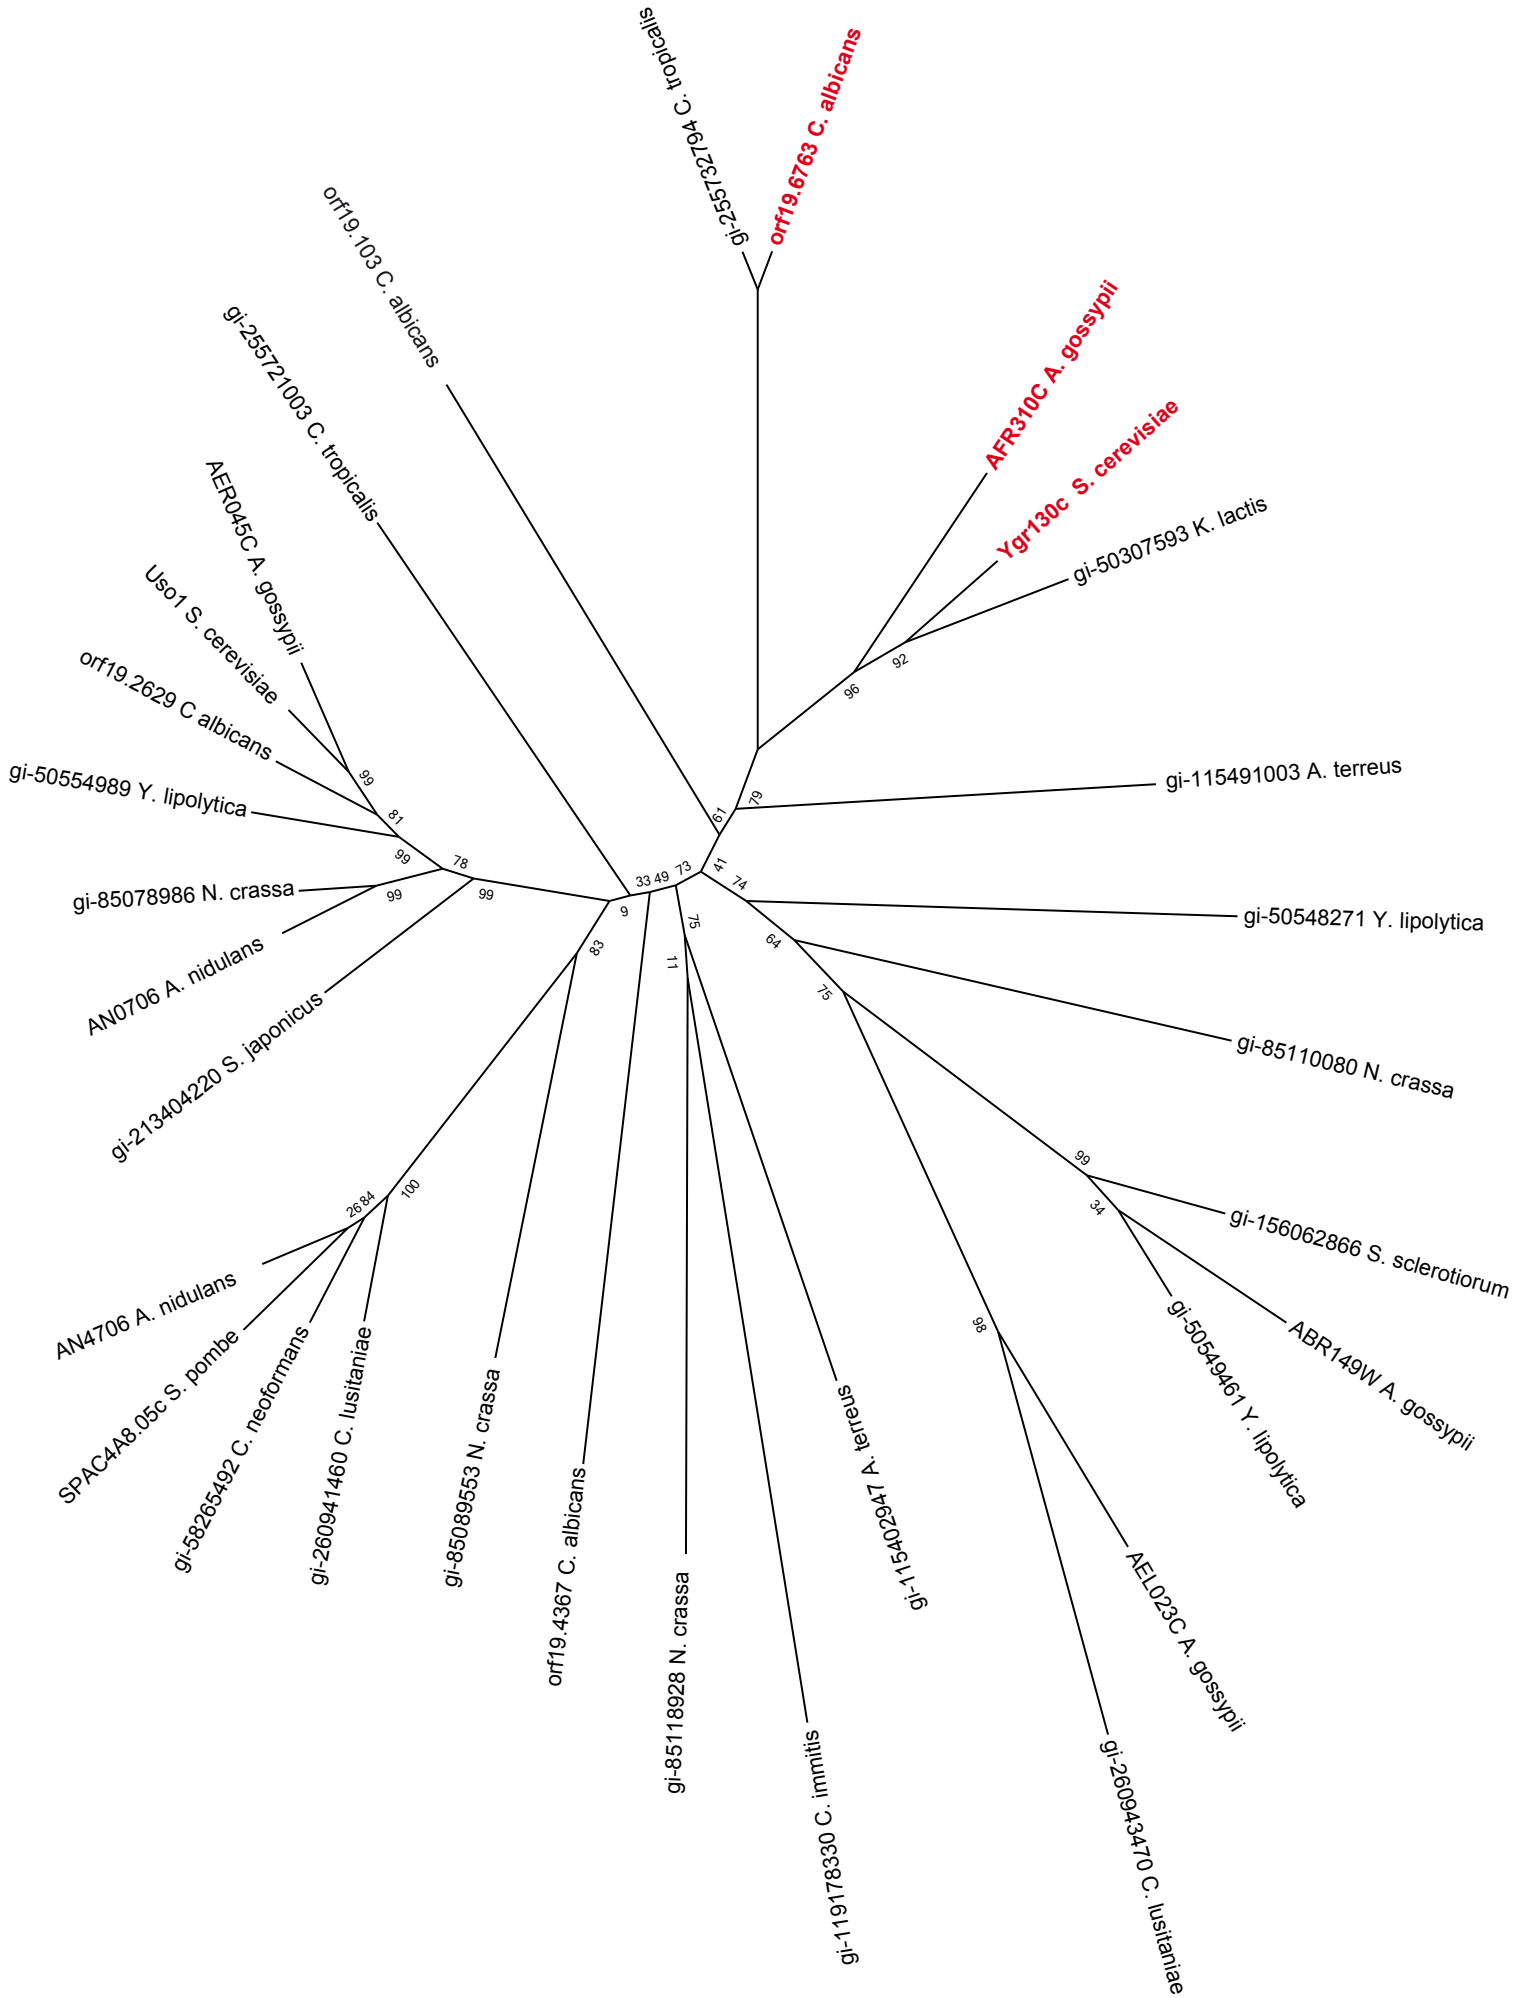 gi-255732794 C. tropicalis
orf19.6763 C. albicans
orf19.103 C. albicans
gi-255721003 C. tropicalis
AFR310C A. gossypii
Ygr130c  S. cerevisiae
gi-50307593 K. lactis
92
96
AER045C A. gossypii
Uso1 S. cerevisiae
orf19.2629 C albicans
gi-50554989 Y. lipolytica
gi-85078986 N. crassa
AN0706 A. nidulans
gi-213404220 S. japonicus
99
81
99
78
99
99
79
61
gi-115491003 A. terreus
33
49
73
41
74
9
83
75
11
64
75
gi-50548271 Y. lipolytica
gi-85110080 N. crassa
99
34
gi-156062866 S. sclerotiorum
ABR149W A. gossypii
gi-50549461 Y. lipolytica
98
AEL023C A. gossypii
gi-260943470 C. lusitaniae
26
84
100
AN4706 A. nidulans
SPAC4A8.05c S. pombe
gi-58265492 C. neoformans
gi-260941460 C. lusitaniae
gi-85089553 N. crassa
orf19.4367 C. albicans
gi-85118928 N. crassa
gi-119178330 C. immitis
gi-115402947 A. terreus